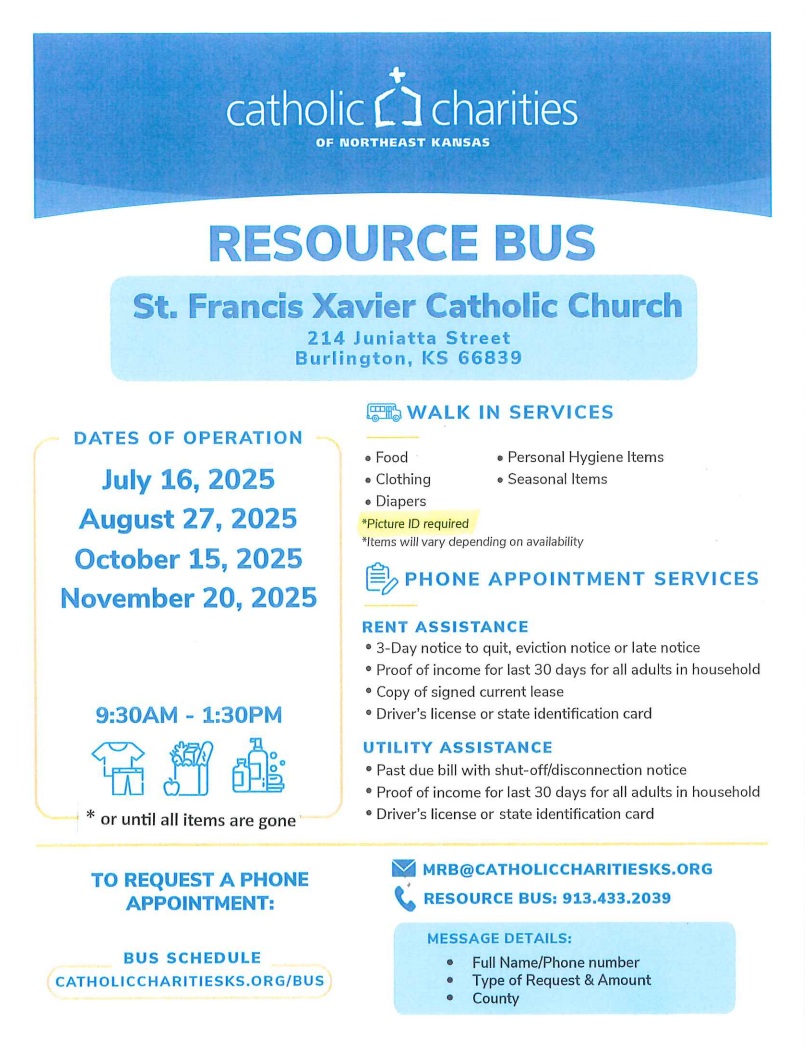 catholic charities
OF NORTHEAST KANSAS
RESOURCE BUS
St. Francis Xavier Catholic Church
214 Juniatta Street
Burlington, KS 66839
DATES OF OPERATION
July 16, 2025
August 27, 2025
October 15, 2025
November 20, 2025
9:30AM - 1:30PM
* or until all items are gone
WALK IN SERVICES
• Food
• Clothing
• Diapers
• Personal Hygiene Items
• Seasonal Items
*Picture ID required
*Items will vary depending on availability
PHONE APPOINTMENT SERVICES
RENT ASSISTANCE
• 3-Day notice to quit, eviction notice or late notice
• Proof of income for last 30 days for all adults in household
• Copy of signed current lease
• Driver's license or state identification card
UTILITY ASSISTANCE
• Past due bill with shut-off/disconnection notice
• Proof of income for last 30 days for all adults in household
• Driver's license or state identification card
TO REQUEST A PHONE
APPOINTMENT:
BUS SCHEDULE
CATHOLICCHARITIESKS.ORG/BUS
MRB@CATHOLICCHARITIESKS.ORG
RESOURCE BUS: 913.433.2039
MESSAGE DETAILS:
• Full Name/Phone number
• Type of Request & Amount
• County